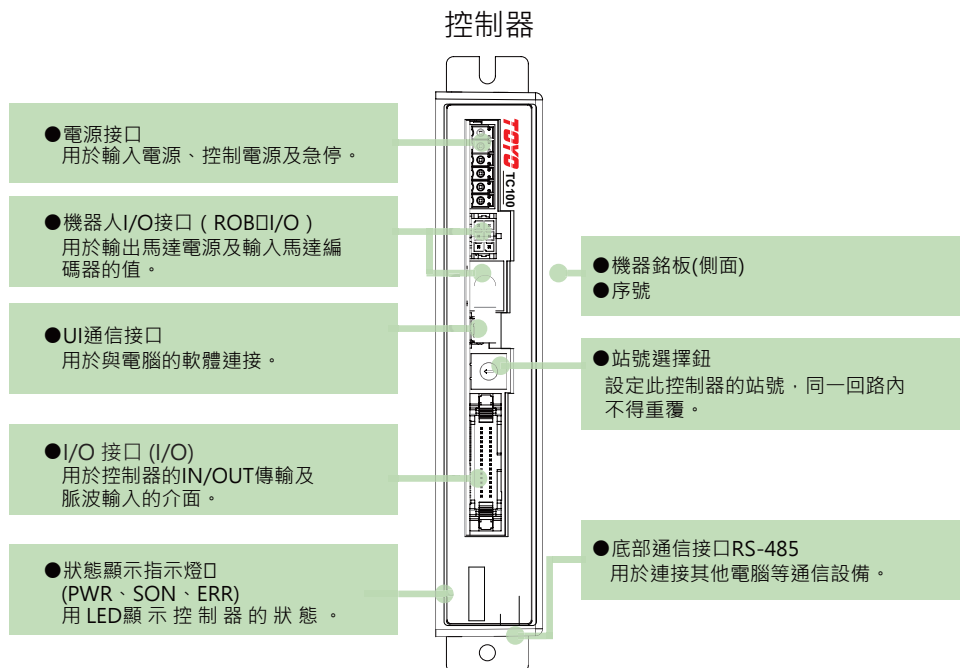 控制器
●電源接口
用於輸入電源、控制電源及急停。
●機器人I/O接口（ROB□I/O）
用於輸出馬達電源及輸入馬達編
碼器的值。
●UI通信接口
用於與電腦的軟體連接。
●I/O 接口 (I/O)
用於控制器的IN/OUT傳輸及
脈波輸入的介面。
●狀態顯示指示燈□
(PWR、SON、ERR)
用 LED顯 示 控 制 器 的 狀 態 。
TOYO TC100
●機器銘板(側面)
●序號
●站號選擇鈕
設定此控制器的站號，同一回路內
不得重覆。
●底部通信接口RS-485
用於連接其他電腦等通信設備。